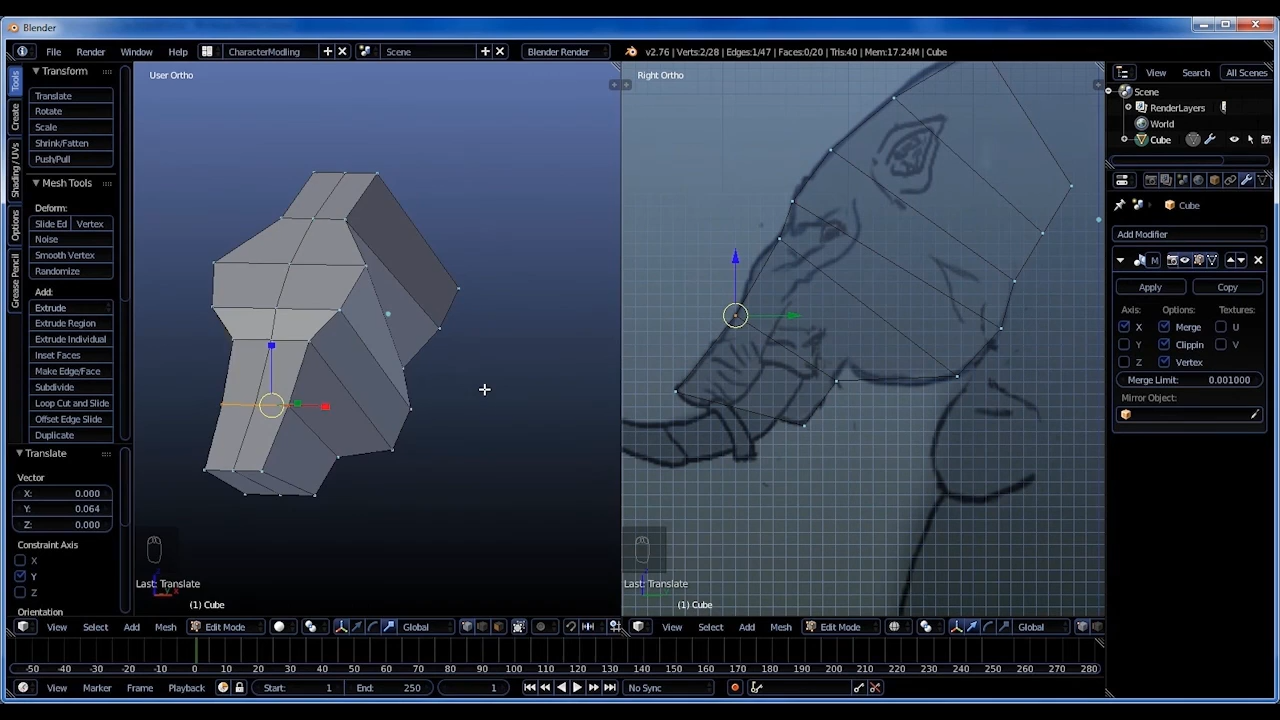 Blender
File Render Window Help CharacterModling Scene Blender Render v2.76 | Verts:2/28 | Edges:1/47 | Faces:0/20 | Tris:40 | Mem:17.24M | Cube
Tools
Create
Shading / UVs
Options
Grease Pencil
Transform
Translate
Rotate
Scale
Shrink/Fatten
Push/Pull
Mesh Tools
Deform:
Slide Ed Vertex
Noise
Smooth Vertex
Randomize
Add:
Extrude
Extrude Region
Extrude Individual
Inset Faces
Make Edge/Face
Subdivide
Loop Cut and Slide
Offset Edge Slide
Duplicate
Translate
Vector
X: 0.000
Y: 0.064
Z: 0.000
Constraint Axis
X
Y
Z
Orientation
User Ortho
Last: Translate
(1) Cube
Right Ortho
Last: Translate
(1) Cube
View Search All Scenes
Scene
RenderLayers
World
Cube
Cube
Add Modifier
M
Apply Copy
Axis: Options: Textures:
X Merge U
Y Clippin V
Z Vertex
Merge Limit: 0.001000
Mirror Object:
View Select Add Mesh Edit Mode Global
View Select Add Mesh Edit Mode Global
-50 -40 -30 -20 -10 0 10 20 30 40 50 60 70 80 90 100 110 120 130 140 150 160 170 180 190 200 210 220 230 240 250 260 270 280
View Marker Frame Playback Start: 1 End: 250 1 No Sync